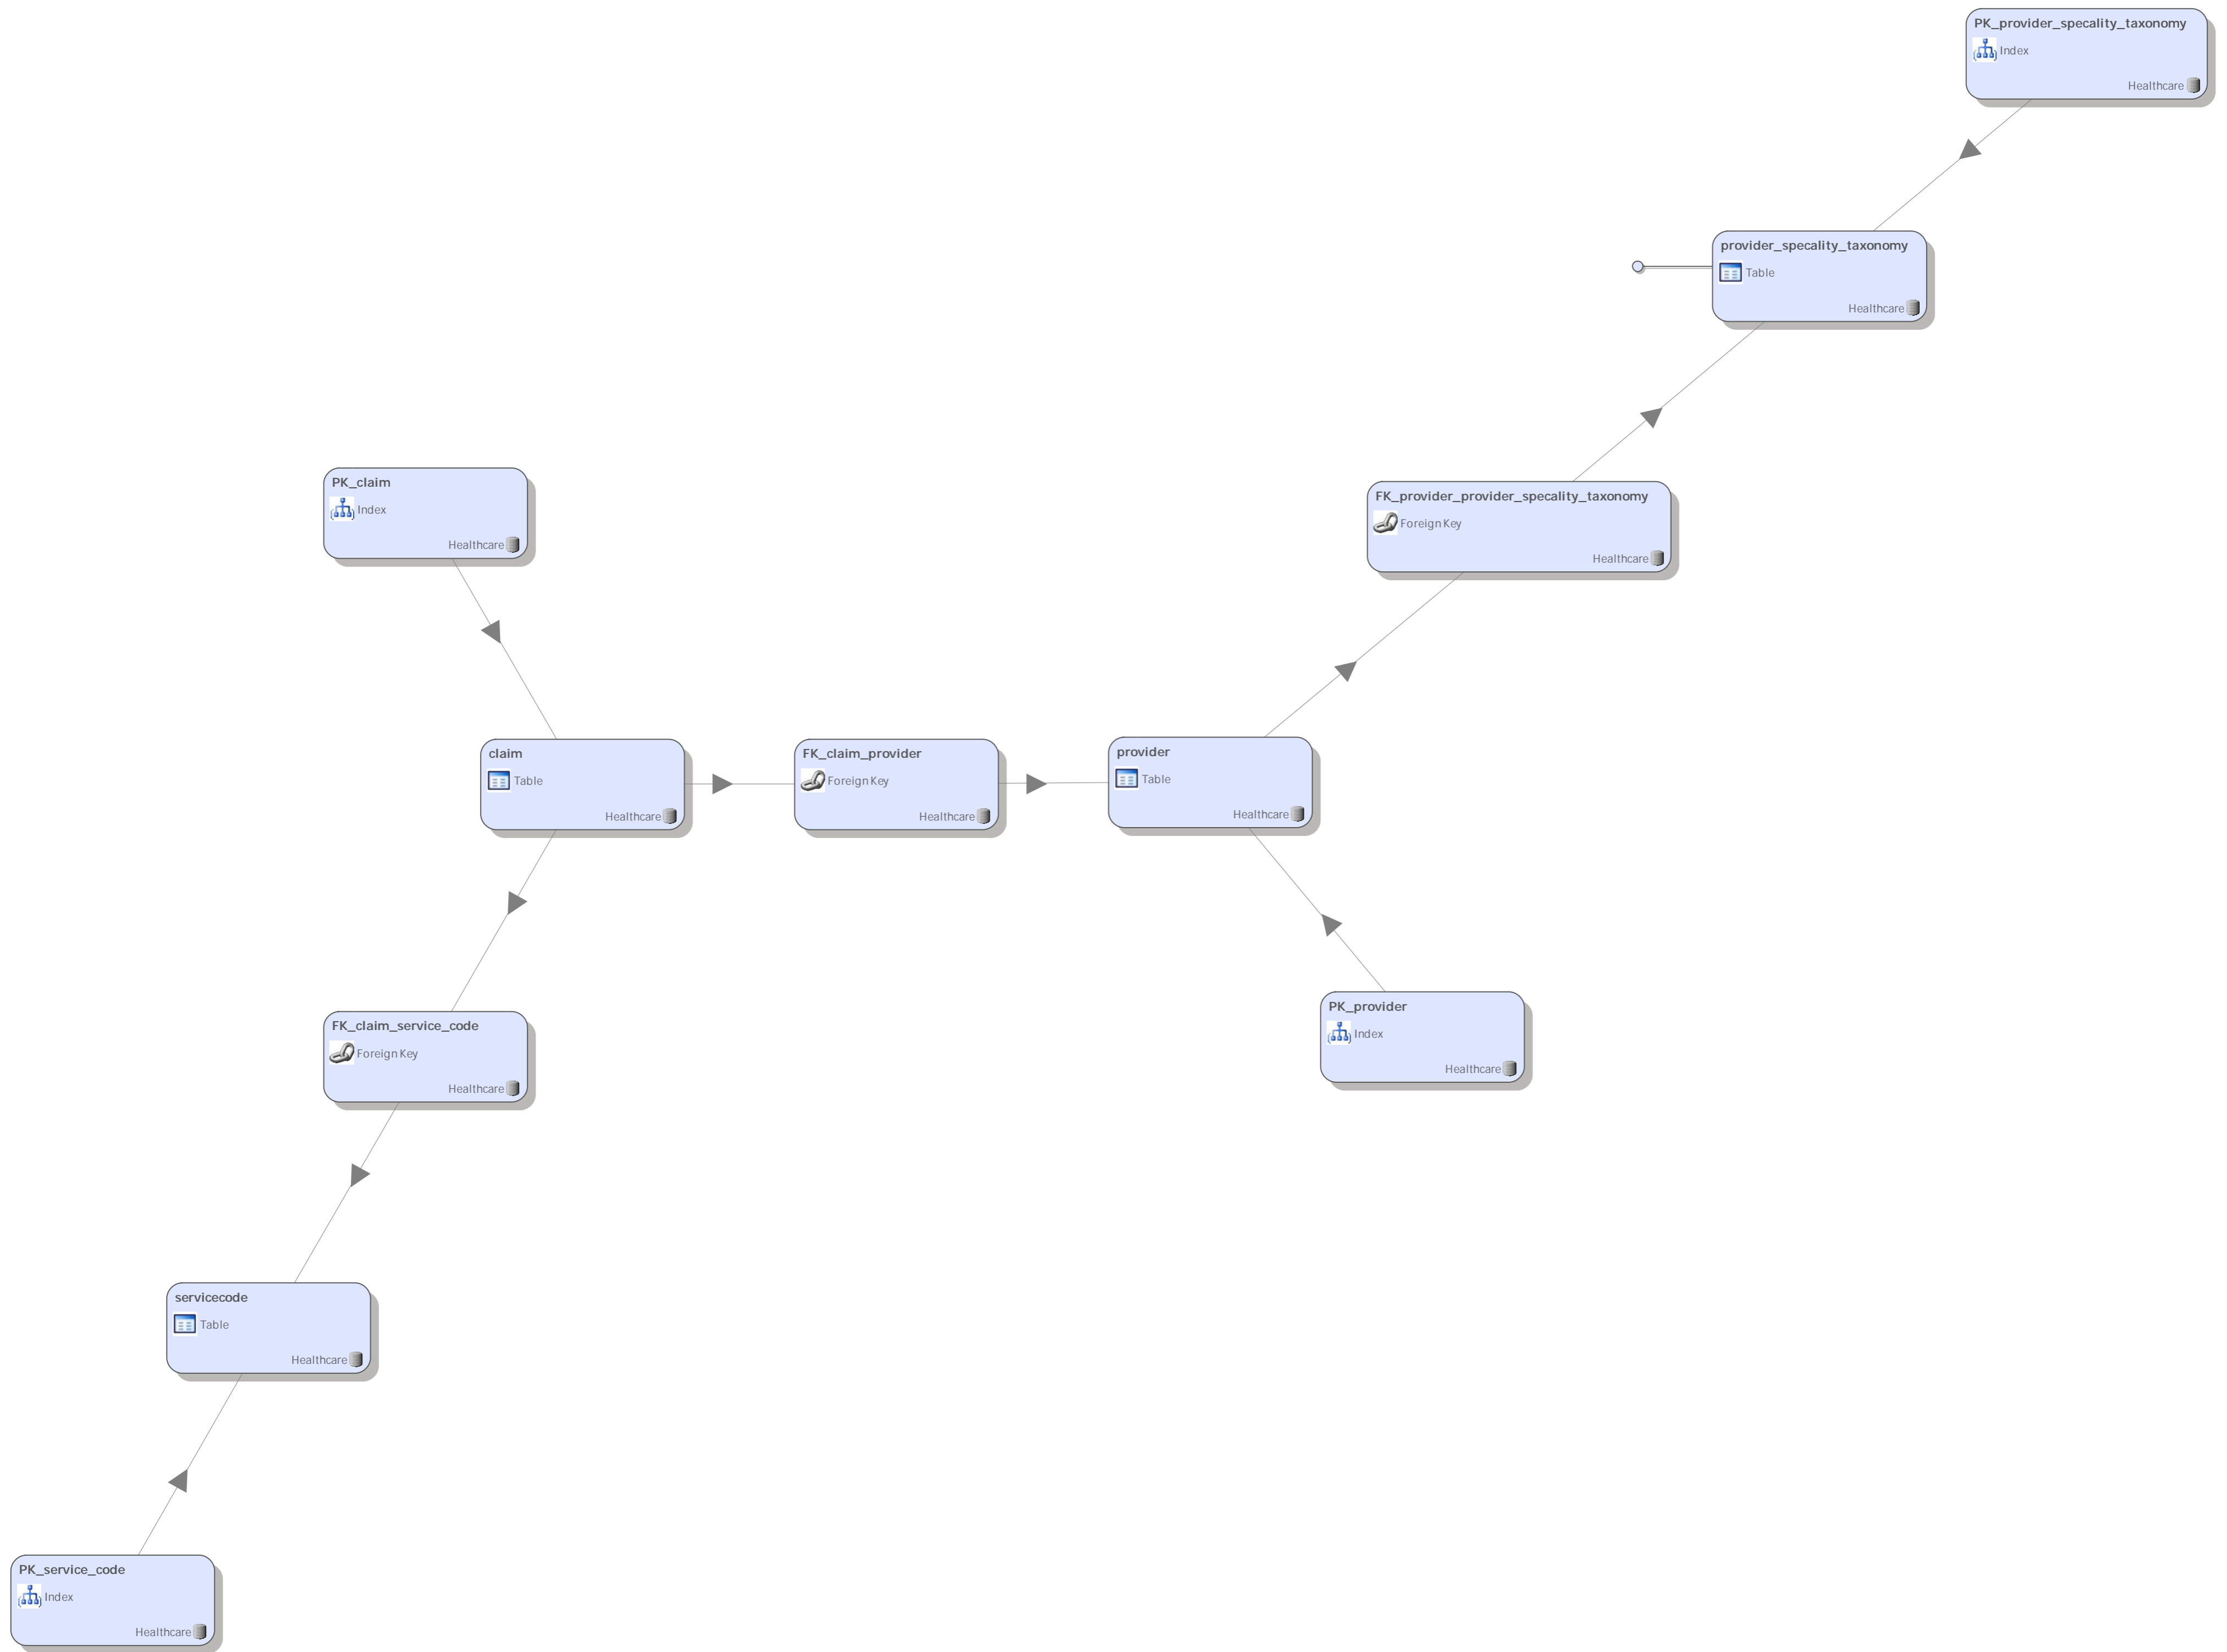 PK_provider_specality_taxonomy
Index
Healthcare
provider_specality_taxonomy
Table
Healthcare
PK_claim
Index
Healthcare
FK_provider_provider_specality_taxonomy
Foreign Key
Healthcare
claim
Table
Healthcare
FK_claim_provider
Foreign Key
Healthcare
provider
Table
Healthcare
FK_claim_service_code
Foreign Key
Healthcare
PK_provider
Index
Healthcare
servicecode
Table
Healthcare
PK_service_code
Index
Healthcare